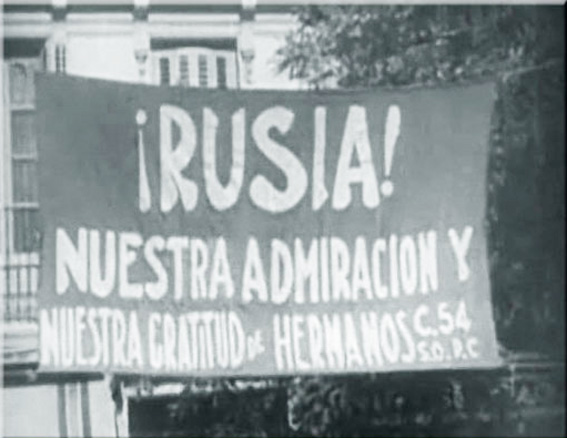 ¡RUSIA!
NUESTRA ADMIRACION Y
NUESTRA GRATITUD DE HERMANOS C.54
S.O.P.C